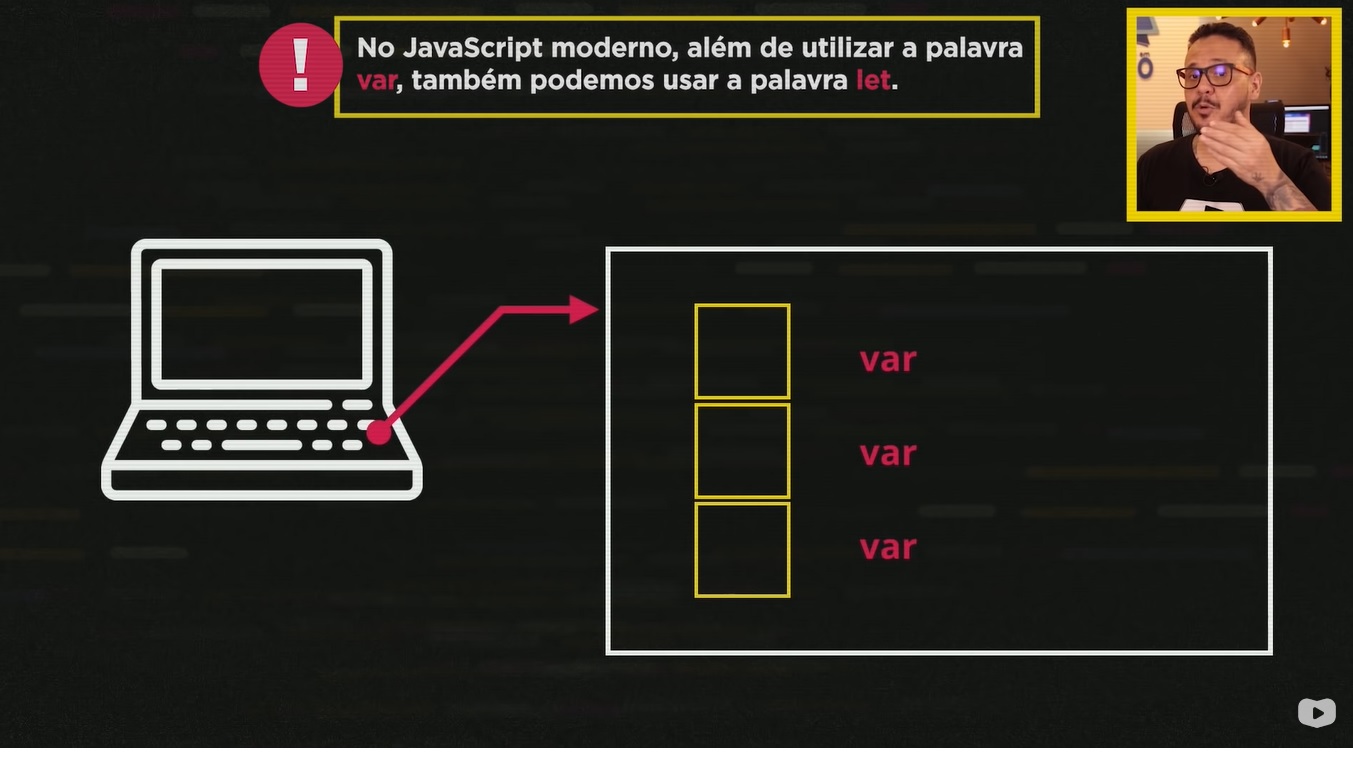 No JavaScript moderno, além de utilizar a palavra
var, também podemos usar a palavra let.
var
var
var